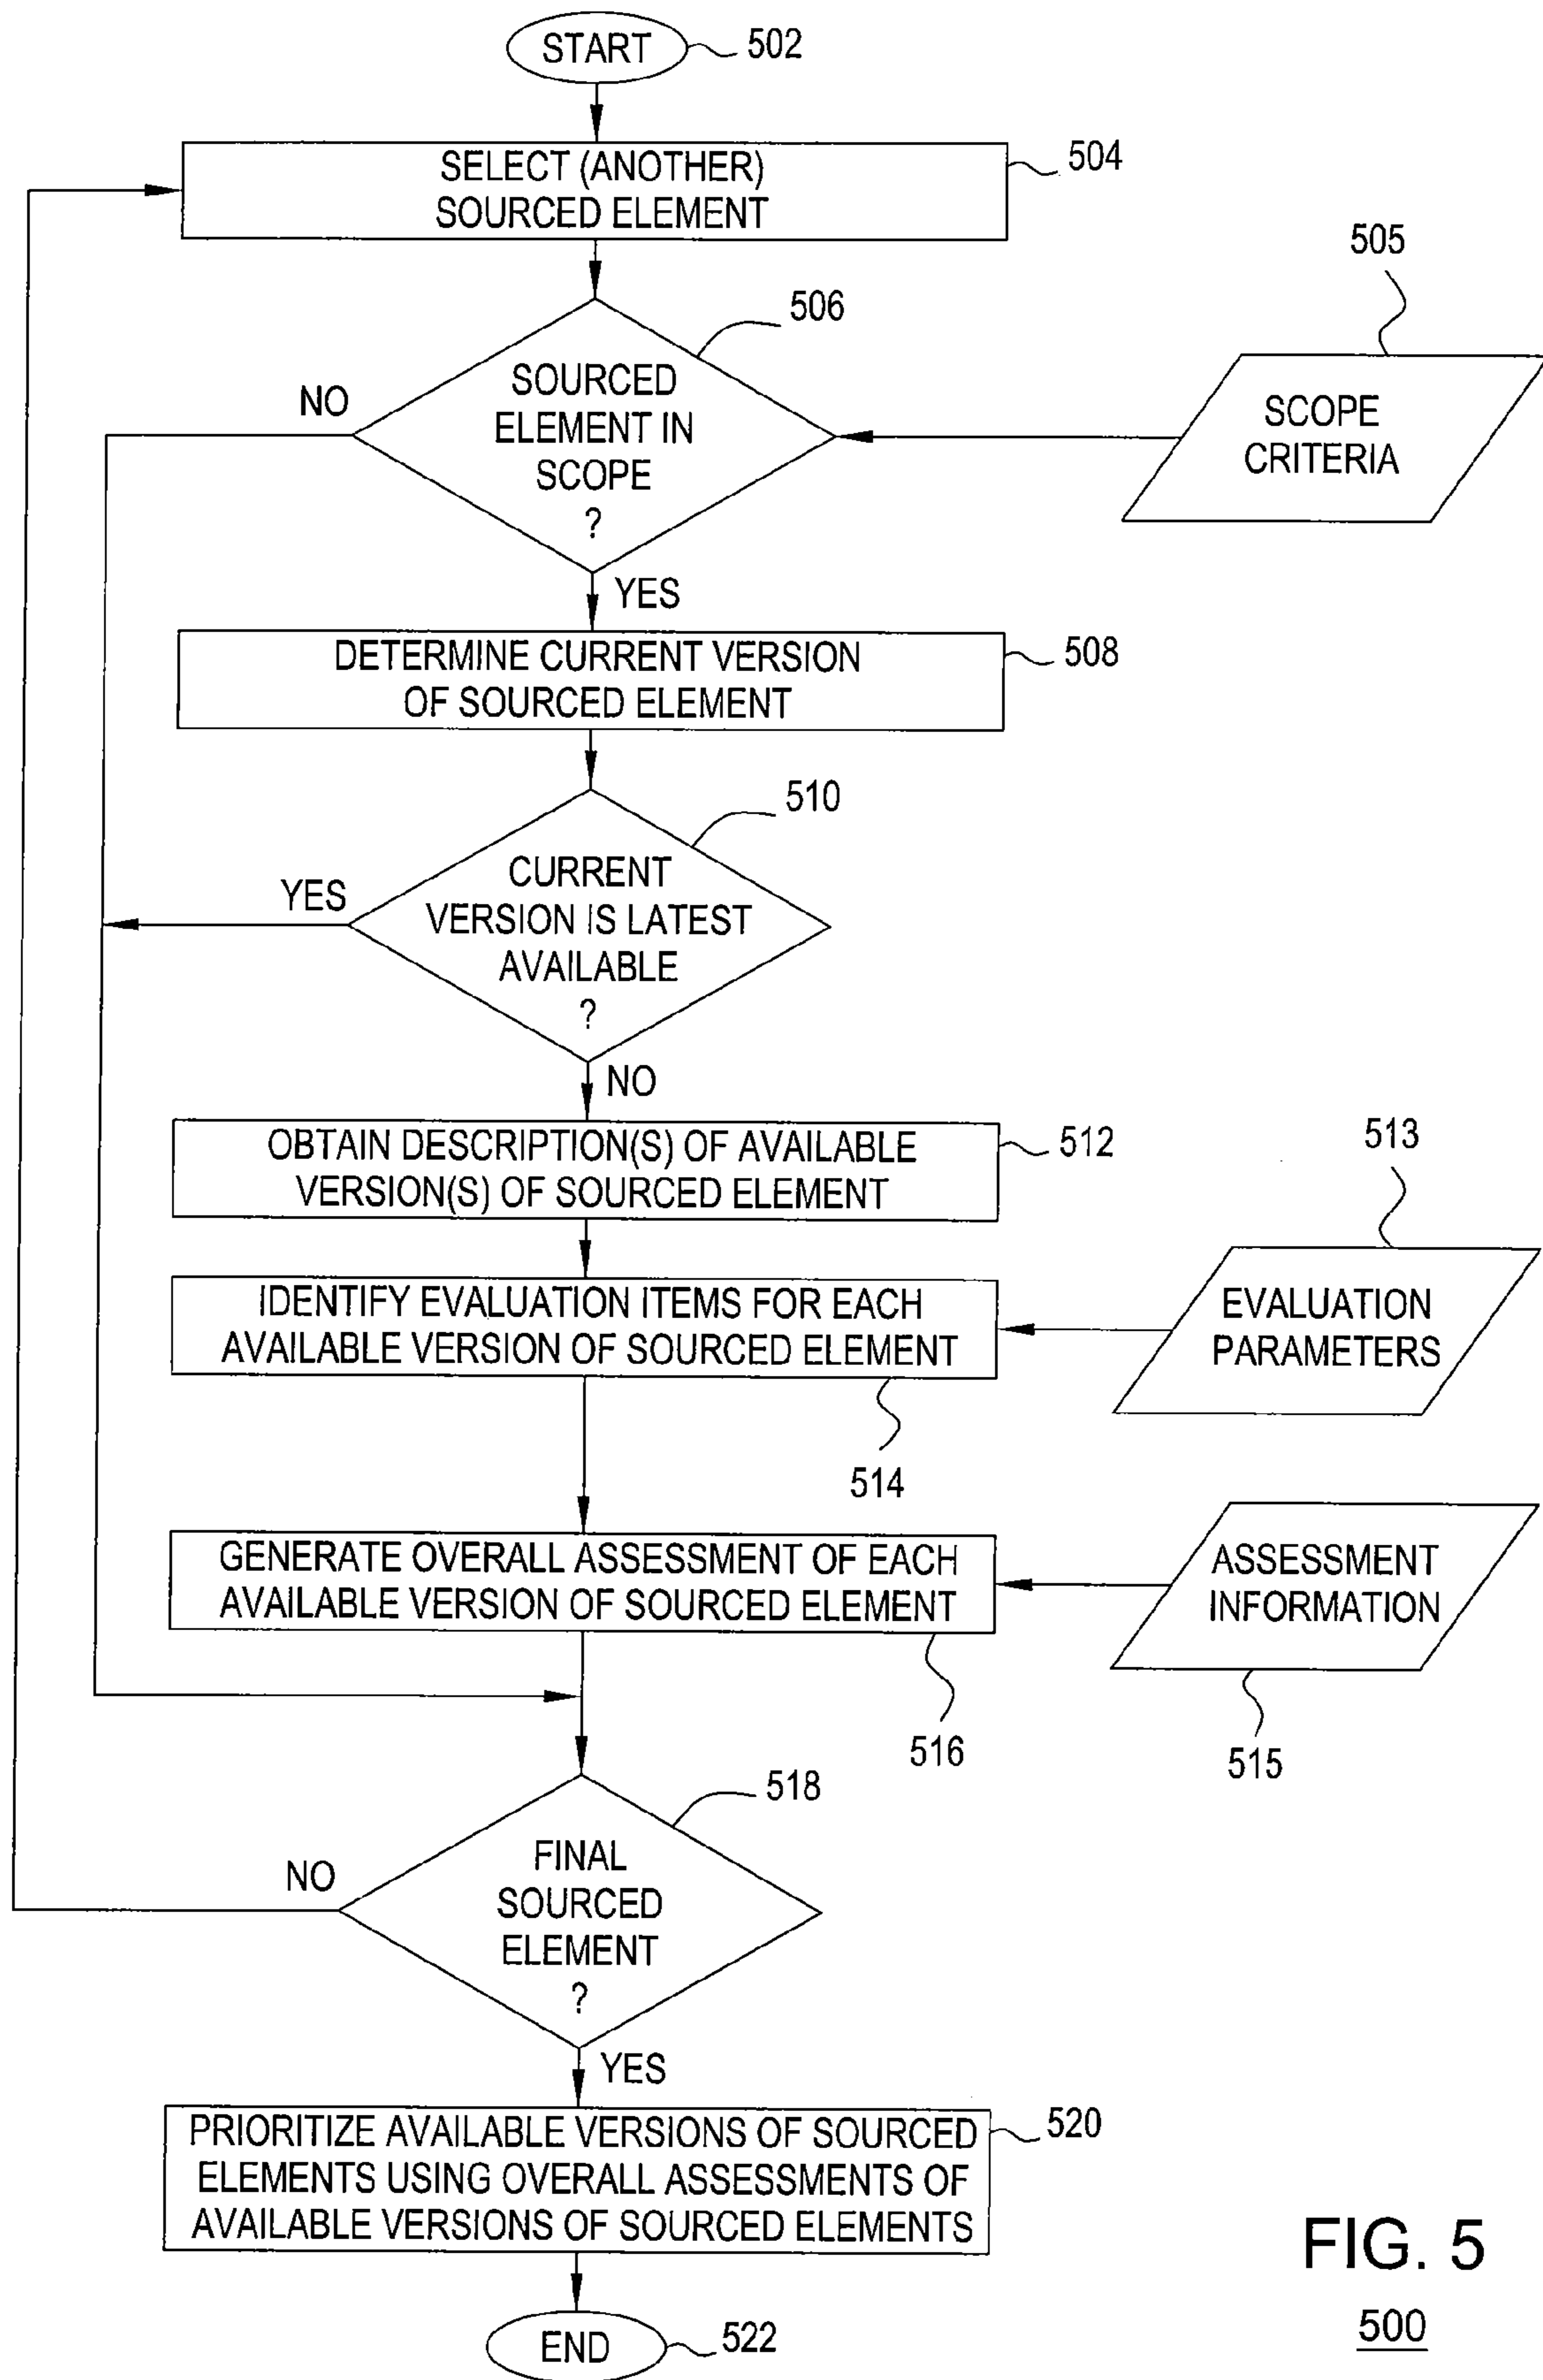 START
502
SELECT (ANOTHER)
SOURCED ELEMENT
504
505
506
SOURCED
ELEMENT IN
SCOPE
?
NO
SCOPE
CRITERIA
YES
DETERMINE CURRENT VERSION
OF SOURCED ELEMENT
508
510
CURRENT
VERSION IS LATEST
AVAILABLE
?
YES
NO
OBTAIN DESCRIPTION(S) OF AVAILABLE
VERSION(S) OF SOURCED ELEMENT
512
513
IDENTIFY EVALUATION ITEMS FOR EACH
AVAILABLE VERSION OF SOURCED ELEMENT
EVALUATION
PARAMETERS
514
GENERATE OVERALL ASSESSMENT OF EACH
AVAILABLE VERSION OF SOURCED ELEMENT
ASSESSMENT
INFORMATION
516
515
518
FINAL
SOURCED
ELEMENT
?
NO
YES
PRIORITIZE AVAILABLE VERSIONS OF SOURCED
ELEMENTS USING OVERALL ASSESSMENTS OF
AVAILABLE VERSIONS OF SOURCED ELEMENTS
520
END
522
FIG. 5
500